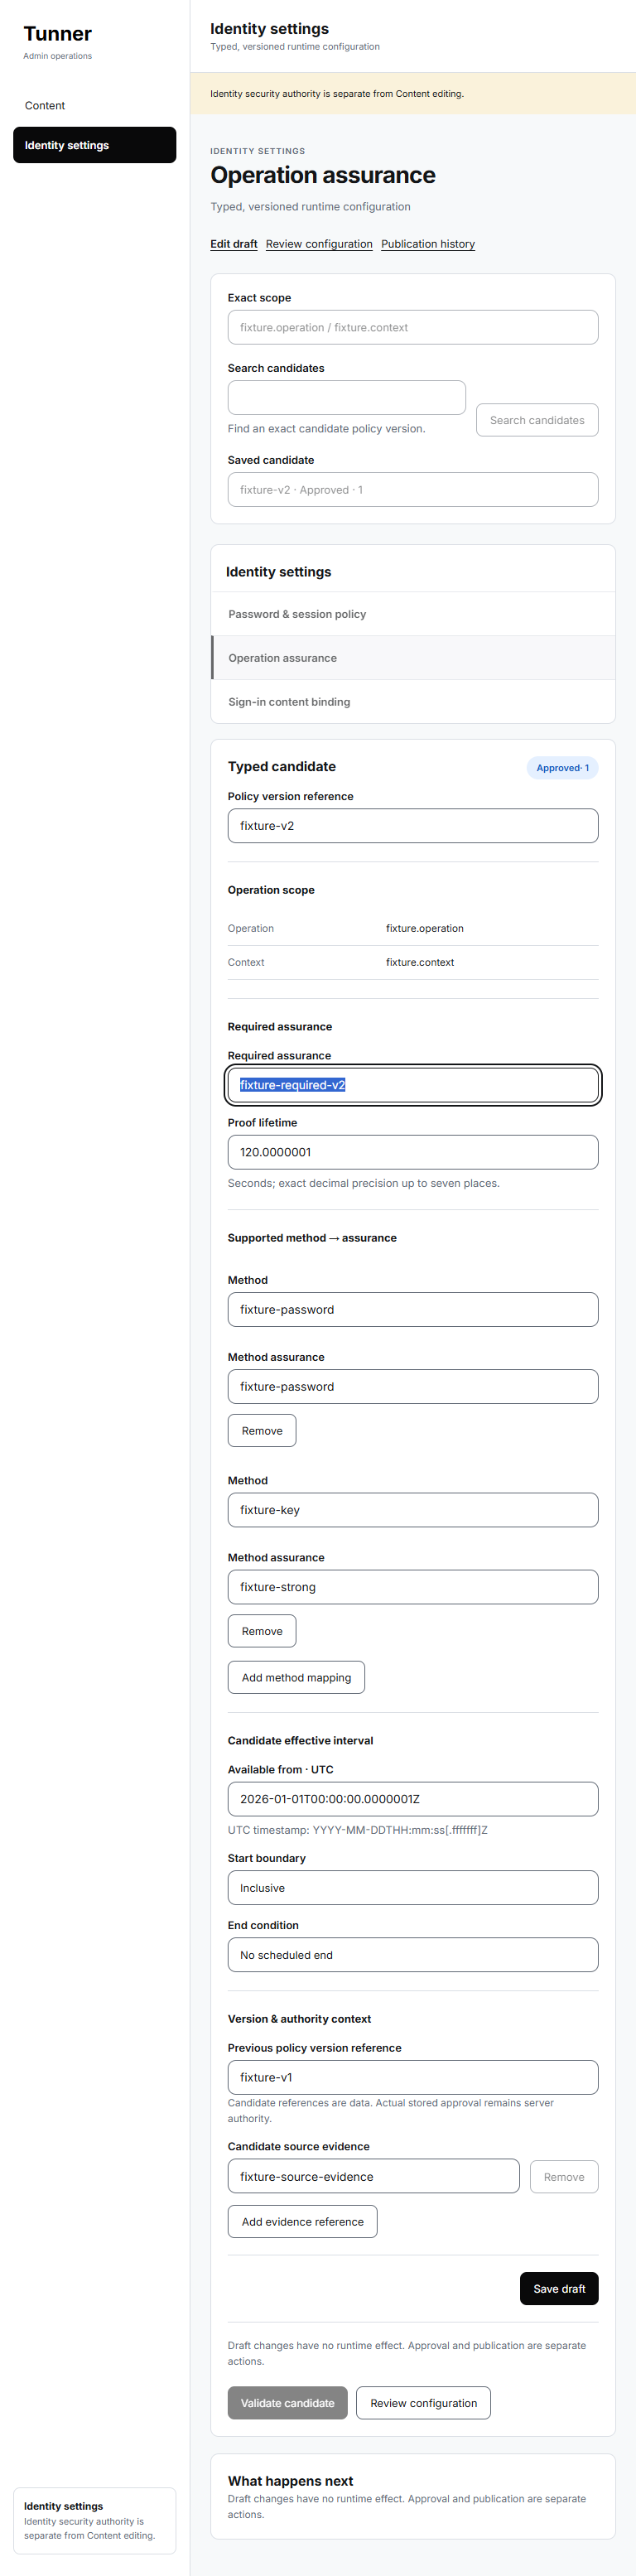 Tunner
Admin operations
Content
Identity settings
Identity settings
Typed, versioned runtime configuration
Identity security authority is separate from Content editing.
IDENTITY SETTINGS
Operation assurance
Typed, versioned runtime configuration
Edit draft Review configuration Publication history
Exact scope
fixture.operation / fixture.context
Search candidates
Search candidates
Find an exact candidate policy version.
Saved candidate
fixture-v2 · Approved · 1
Identity settings
Password & session policy
Operation assurance
Sign-in content binding
Typed candidate
Approved· 1
Policy version reference
fixture-v2
Operation scope
Operation fixture.operation
Context fixture.context
Required assurance
Required assurance
fixture-required-v2
Proof lifetime
120.0000001
Seconds; exact decimal precision up to seven places.
Supported method → assurance
Method
fixture-password
Method assurance
fixture-password
Remove
Method
fixture-key
Method assurance
fixture-strong
Remove
Add method mapping
Candidate effective interval
Available from · UTC
2026-01-01T00:00:00.0000001Z
UTC timestamp: YYYY-MM-DDTHH:mm:ss[.fffffff]Z
Start boundary
Inclusive
End condition
No scheduled end
Version & authority context
Previous policy version reference
fixture-v1
Candidate references are data. Actual stored approval remains server
authority.
Candidate source evidence
fixture-source-evidence
Remove
Add evidence reference
Save draft
Draft changes have no runtime effect. Approval and publication are separate
actions.
Validate candidate Review configuration
What happens next
Draft changes have no runtime effect. Approval and publication are separate
actions.
Identity settings
Identity security authority is
separate from Content editing.